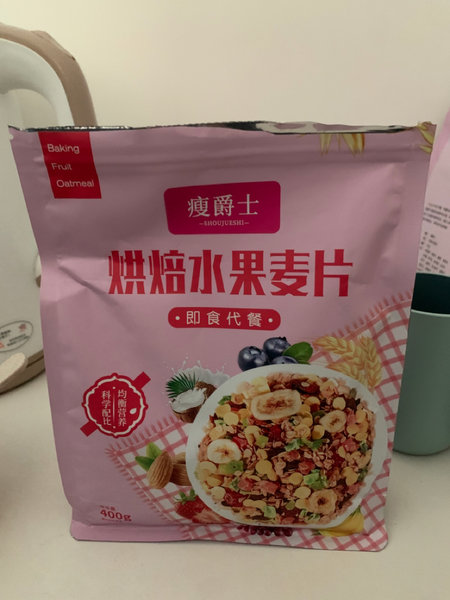 Baking
Fruit
Oatmeal
瘦爵士
SHOUJUESHI
烘焙水果麦片
·即食代餐·
均衡营养
科学配比
400g